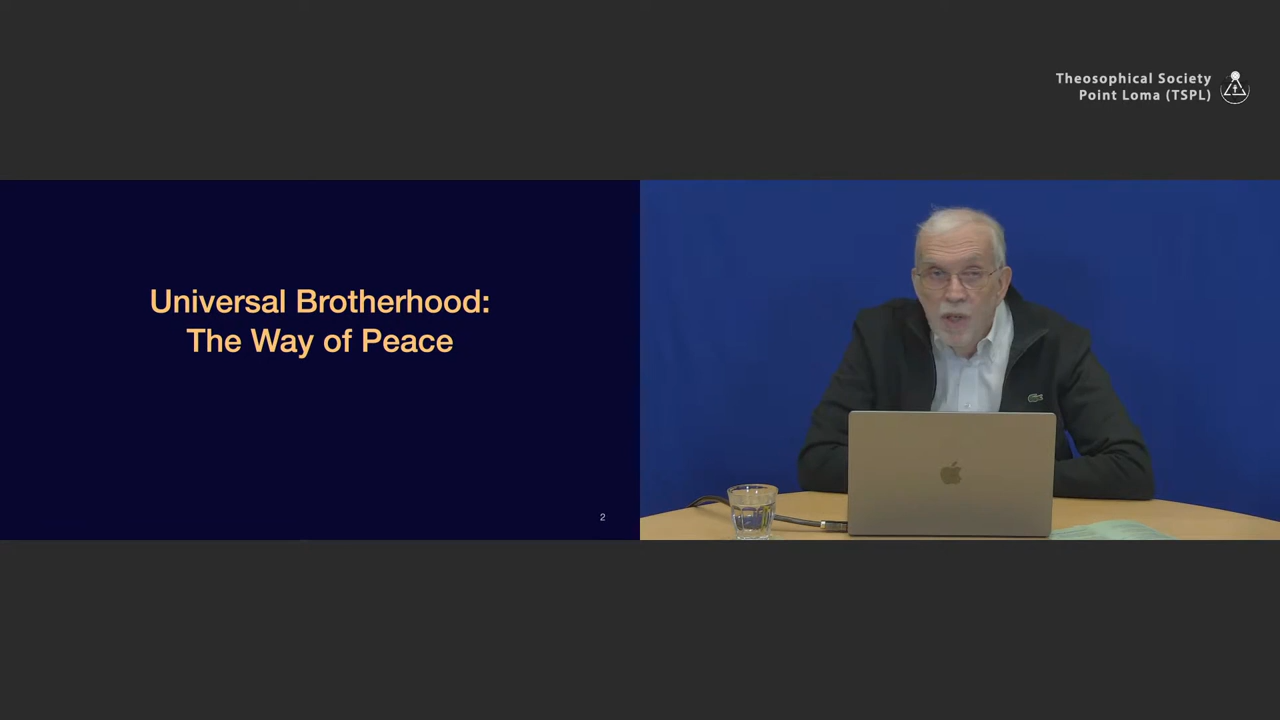 Theosophical Society
Point Loma (TSPL)
Universal Brotherhood:
The Way of Peace
2